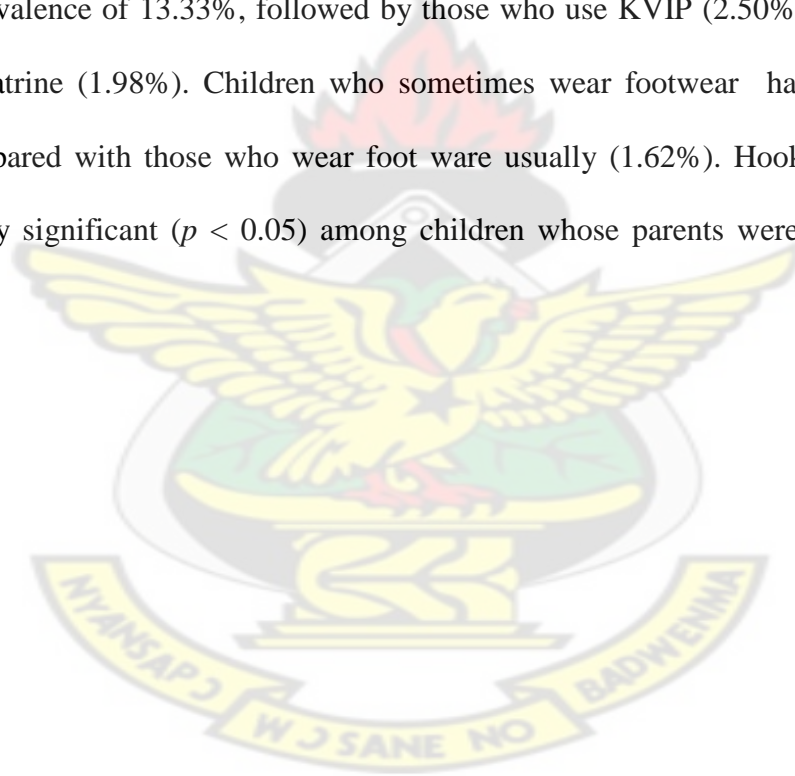 valence of 13.33%, followed by those who use KVIP (2.50%
atrine (1.98%). Children who sometimes wear footwear ha
pared with those who wear foot ware usually (1.62%). Hook
y significant (p < 0.05) among children whose parents were
NYANSAPƆ
WƆ SANE NO
BADWENMA